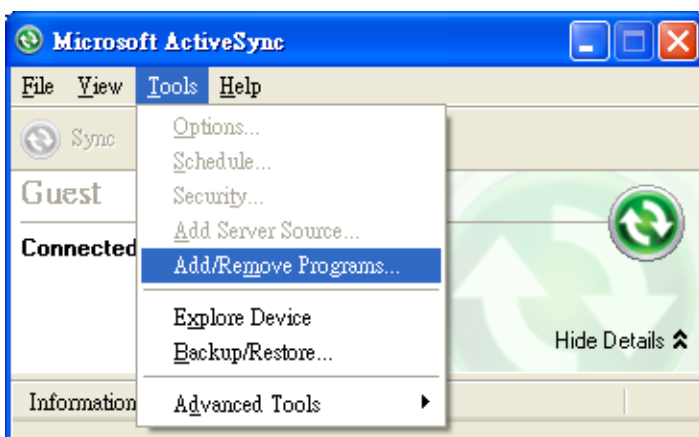 Microsoft ActiveSync
File View Tools Help
Sync
Options...
Schedule...
Guest
Security...
Add Server Source...
Connected
Add/Remove Programs...
Explore Device
Hide Details
Backup/Restore...
Information
Advanced Tools